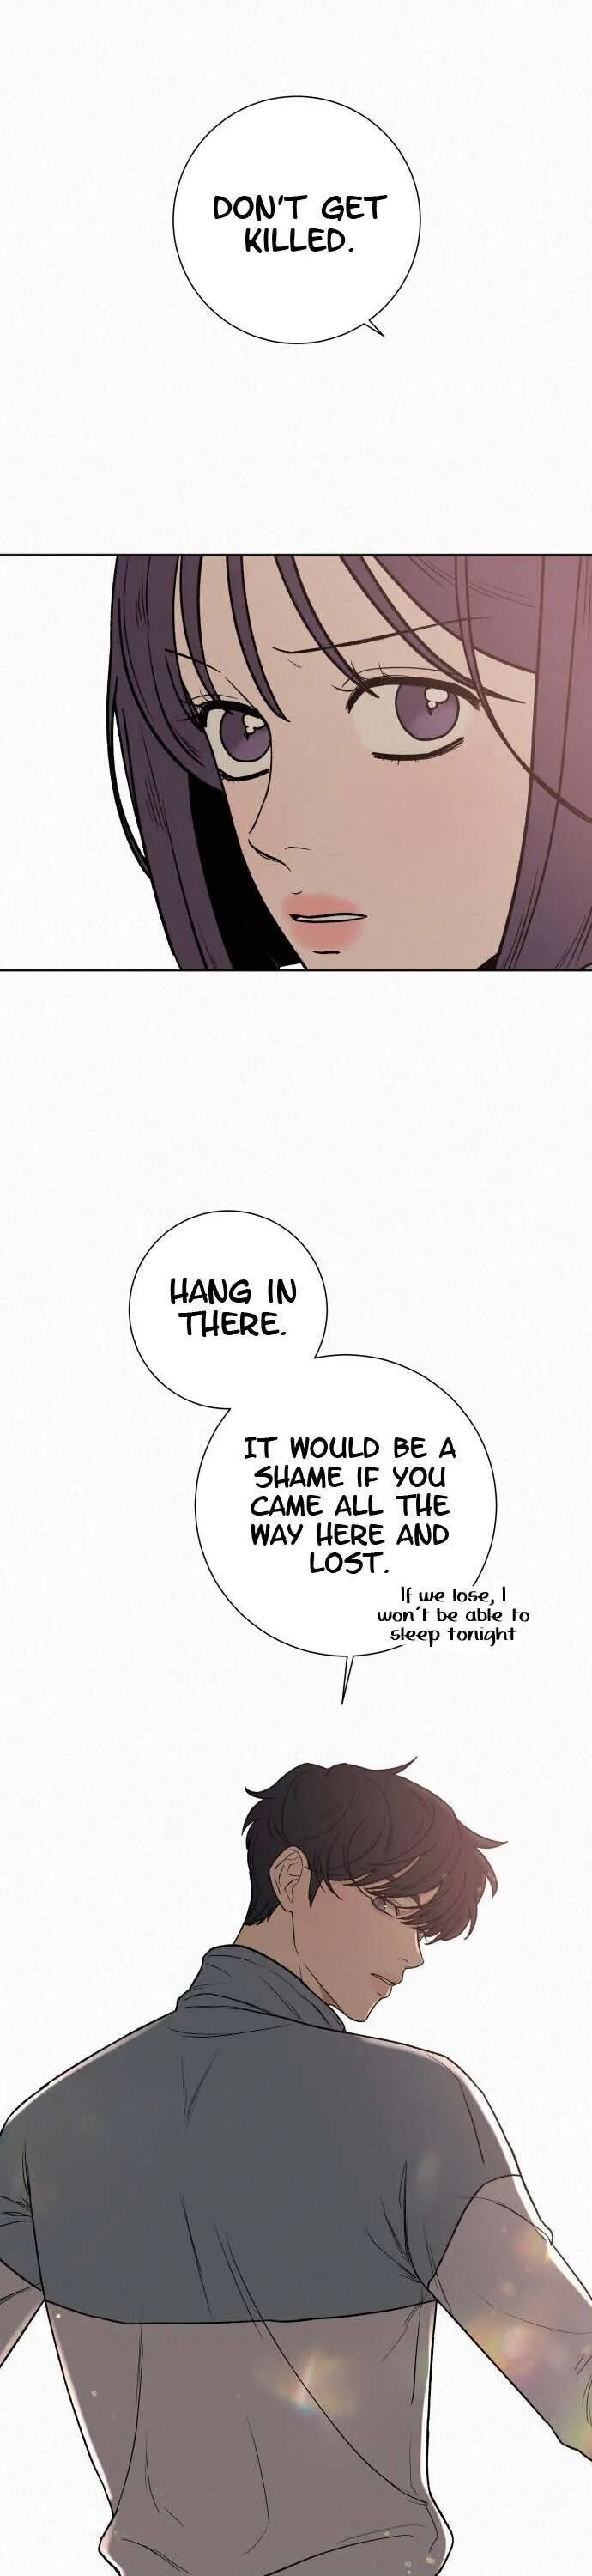 DON'T GET
KILLED.
HANG IN
THERE.
IT WOULD BE A
SHAME IF YOU
CAME ALL THE
WAY HERE AND
LOST.
If we lose, I
won't be able to
sleep tonight